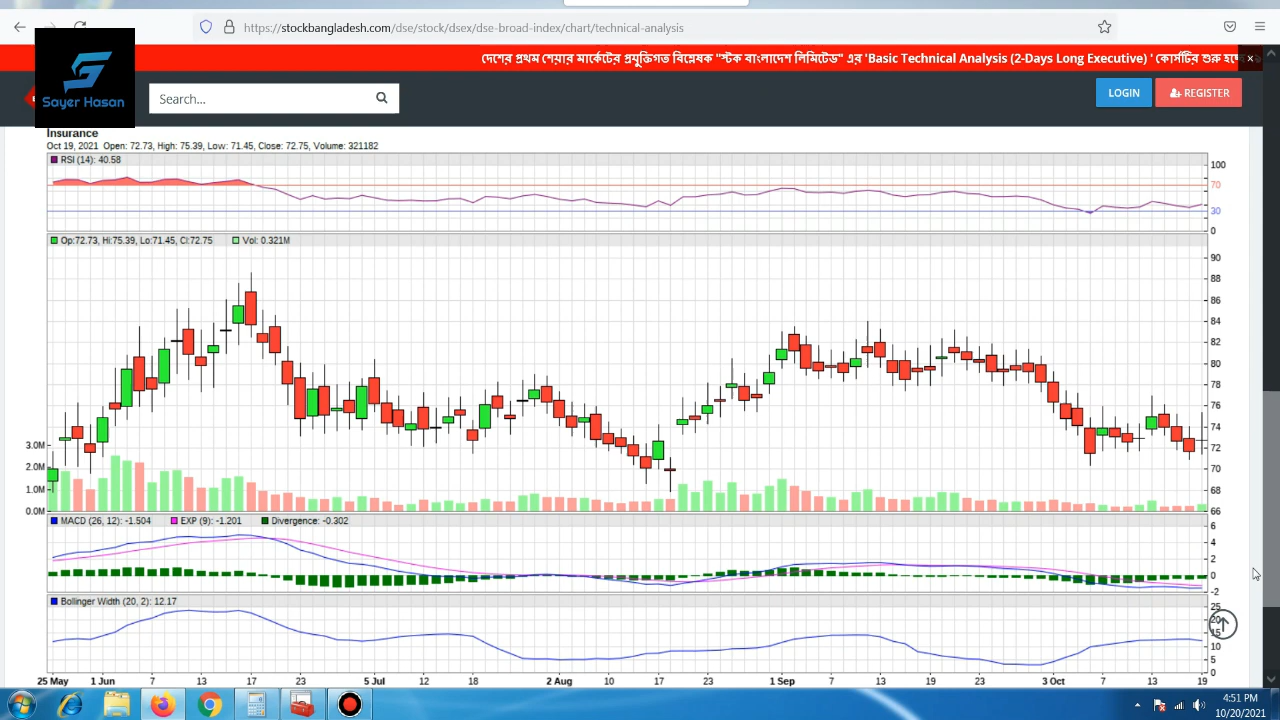 https://stockbangladesh.com/dse/stock/dsex/dse-broad-index/chart/technical-analysis
দেশের প্রথম শেয়ার মার্কেটের প্রযুক্তিগত বিশ্লেষক "স্টক বাংলাদেশ লিমিটেড" এর 'Basic Technical Analysis (2-Days Long Executive) ' কোর্সটির শুরু
Sayer Hasan
Search...
LOGIN
REGISTER
Insurance
Oct 19, 2021 Open: 72.73, High: 75.39, Low: 71.45, Close: 72.75, Volume: 321182
RSI (14): 40.58
100
70
30
0
Op:72.73, Hi:75.39, Lo:71.45, Cl:72.75 Vol: 0.321M
90
88
86
84
82
80
78
76
74
72
70
68
66
3.0M
2.0M
1.0M
0.0M
MACD (26, 12): -1.504 EXP (9): -1.201 Divergence: -0.302
6
4
2
0
-2
Bollinger Width (20, 2): 12.17
25
20
15
10
5
0
25 May 1 Jun 7 13 17 23 5 Jul 12 18 2 Aug 10 17 23 1 Sep 7 13 19 23 3 Oct 7 13 19
4:51 PM
10/20/2021